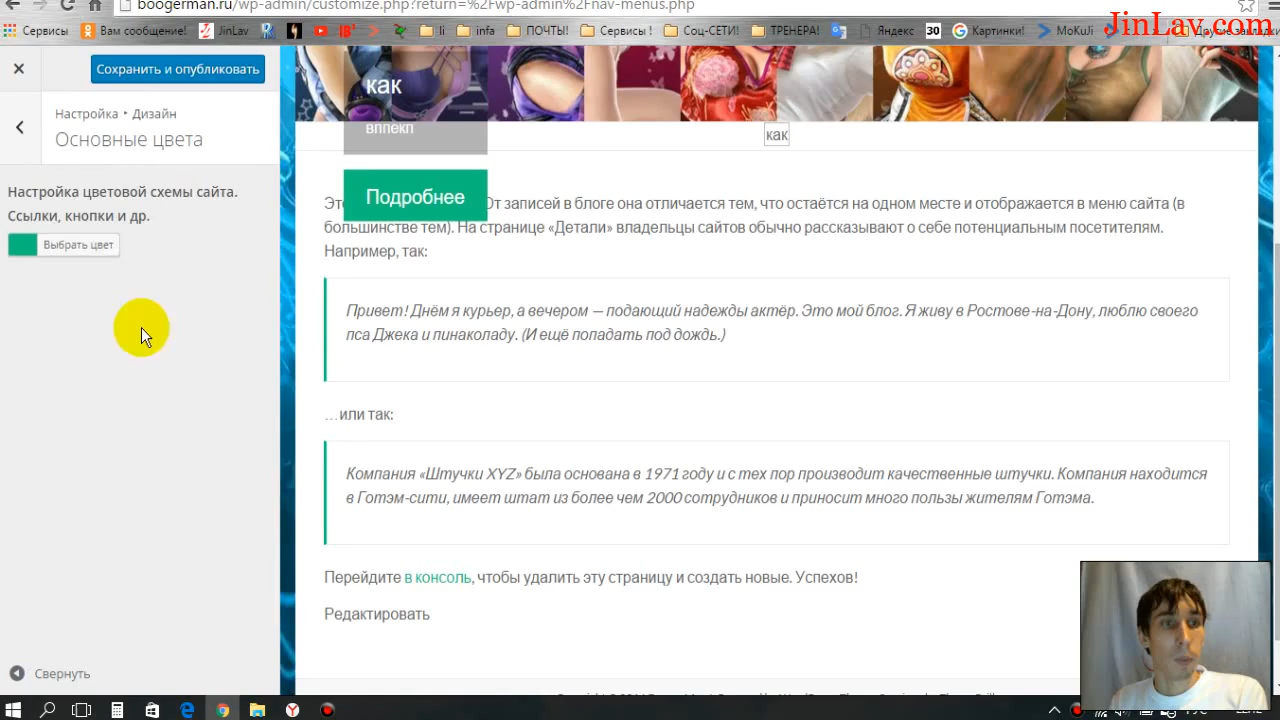 boogerman.ru/wp-admin/customize.php?return=%2Fwp-admin%2Fnav-menus.php
JinLav.com
Сервисы
Вам сообщение!
JinLav
li
infa
ПОЧТЫ!
Сервисы !
Соц-СЕТИ!
ТРЕНЕРА!
Яндекс
30
Картинки!
MoKuJi
Другие закладки
Сохранить и опубликовать
Настройка ‣ Дизайн
Основные цвета
Настройка цветовой схемы сайта.
Ссылки, кнопки и др.
Выбрать цвет
Свернуть
как
вппекп
Подробнее
как
От записей в блоге она отличается тем, что остаётся на одном месте и отображается в меню сайта (в
большинстве тем). На странице «Детали» владельцы сайтов обычно рассказывают о себе потенциальным посетителям.
Например, так:
Привет! Днём я курьер, а вечером — подающий надежды актёр. Это мой блог. Я живу в Ростове-на-Дону, люблю своего
пса Джека и пинаколаду. (И ещё попадать под дождь.)
…или так:
Компания «Штучки XYZ» была основана в 1971 году и с тех пор производит качественные штучки. Компания находится
в Готэм-сити, имеет штат из более чем 2000 сотрудников и приносит много пользы жителям Готэма.
Перейдите в консоль, чтобы удалить эту страницу и создать новые. Успехов!
Редактировать